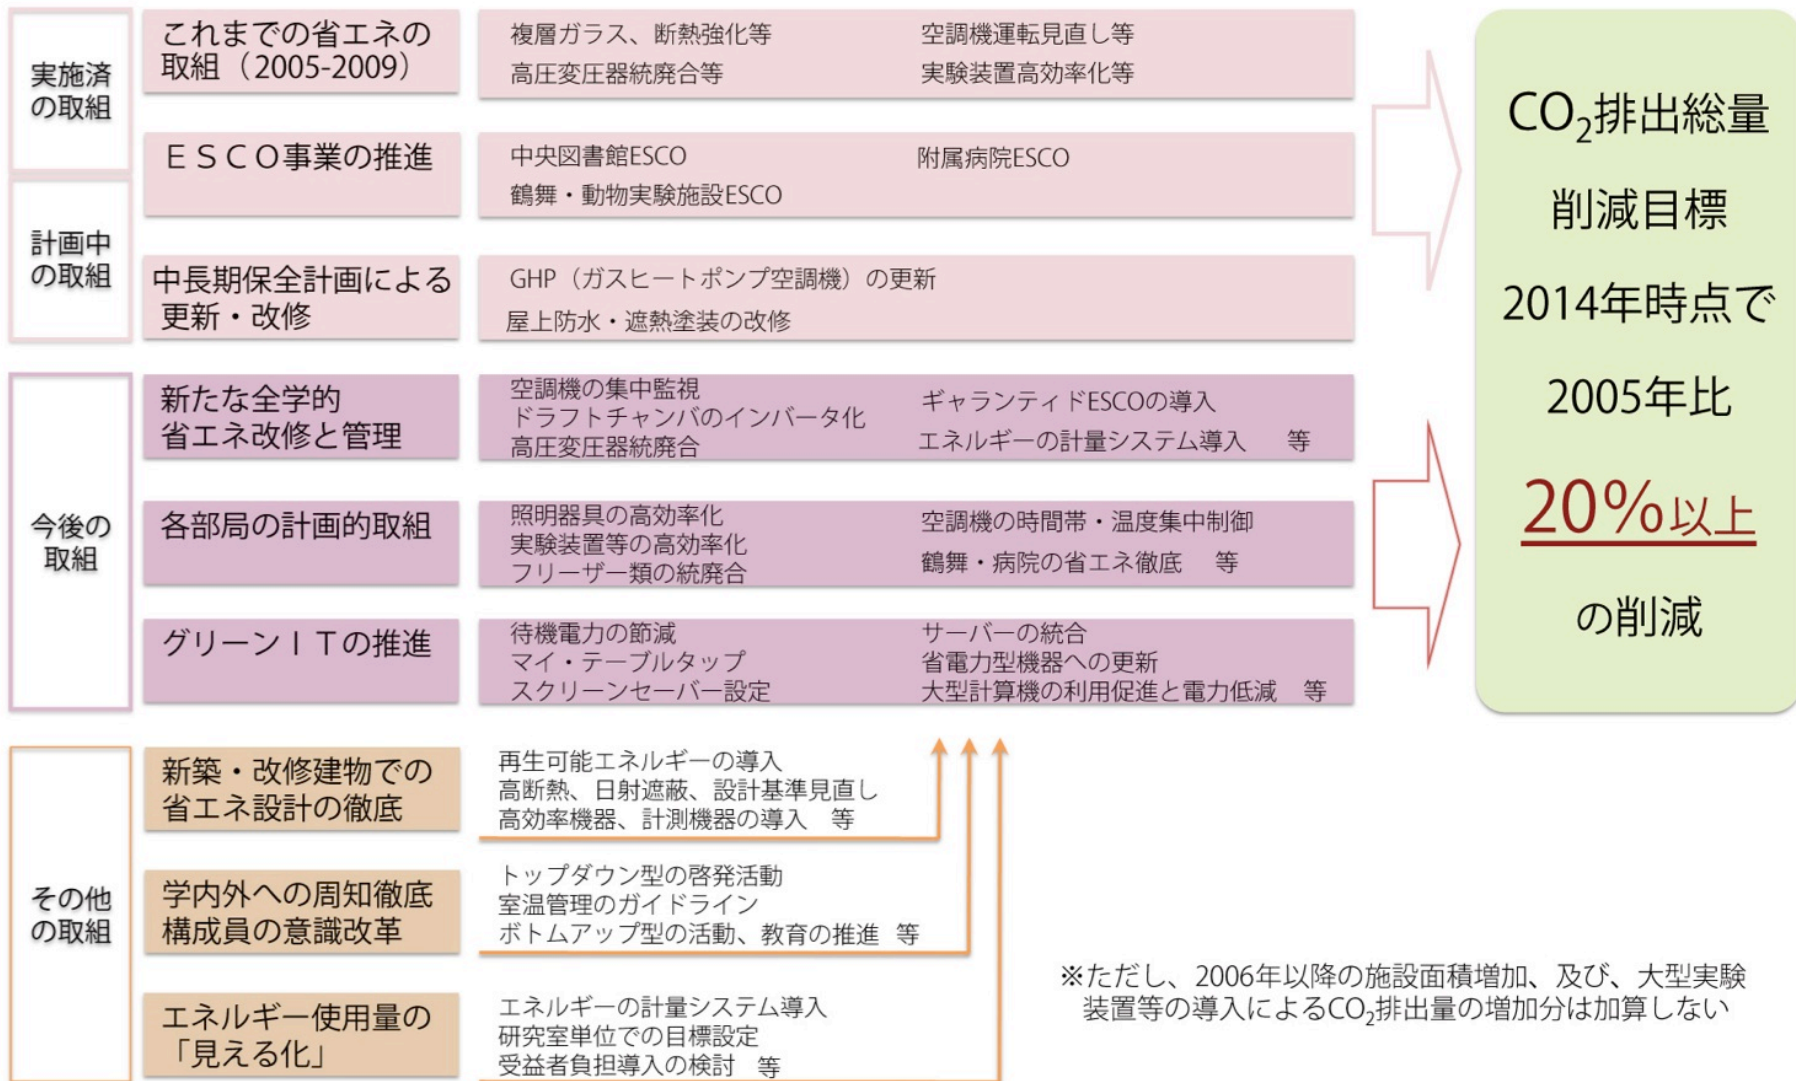 実施済
の取組
これまでの省エネの
取組（2005-2009）
複層ガラス、断熱強化等
空調機運転見直し等
高圧変圧器統廃合等
実験装置高効率化等
ＥＳＣＯ事業の推進
中央図書館ESCO
附属病院ESCO
鶴舞・動物実験施設ESCO
計画中
の取組
中長期保全計画による
更新・改修
GHP（ガスヒートポンプ空調機）の更新
屋上防水・遮熱塗装の改修
今後の
取組
新たな全学的
省エネ改修と管理
空調機の集中監視
ドラフトチャンバのインバータ化
高圧変圧器統廃合
ギャランティドESCOの導入
エネルギーの計量システム導入　等
各部局の計画的取組
照明器具の高効率化
実験装置等の高効率化
フリーザー類の統廃合
空調機の時間帯・温度集中制御
鶴舞・病院の省エネ徹底　等
グリーンＩＴの推進
待機電力の節減
マイ・テーブルタップ
スクリーンセーバー設定
サーバーの統合
省電力型機器への更新
大型計算機の利用促進と電力低減　等
その他
の取組
新築・改修建物での
省エネ設計の徹底
再生可能エネルギーの導入
高断熱、日射遮蔽、設計基準見直し
高効率機器、計測機器の導入　等
学内外への周知徹底
構成員の意識改革
トップダウン型の啓発活動
室温管理のガイドライン
ボトムアップ型の活動、教育の推進　等
エネルギー使用量の
「見える化」
エネルギーの計量システム導入
研究室単位での目標設定
受益者負担導入の検討　等
CO₂排出総量
削減目標
2014年時点で
2005年比
20%以上
の削減
※ただし、2006年以降の施設面積増加、及び、大型実験
装置等の導入によるCO₂排出量の増加分は加算しない